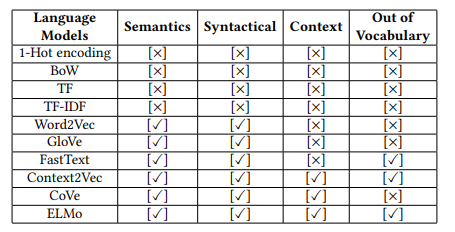 Language Models Semantics Syntactical Context Out of Vocabulary
1-Hot encoding [×] [×] [×] [×]
BoW [×] [×] [×] [×]
TF [×] [×] [×] [×]
TF-IDF [×] [×] [×] [×]
Word2Vec [✓] [✓] [×] [×]
GloVe [✓] [✓] [×] [×]
FastText [✓] [✓] [×] [✓]
Context2Vec [✓] [✓] [✓] [✓]
CoVe [✓] [✓] [✓] [×]
ELMo [✓] [✓] [✓] [✓]